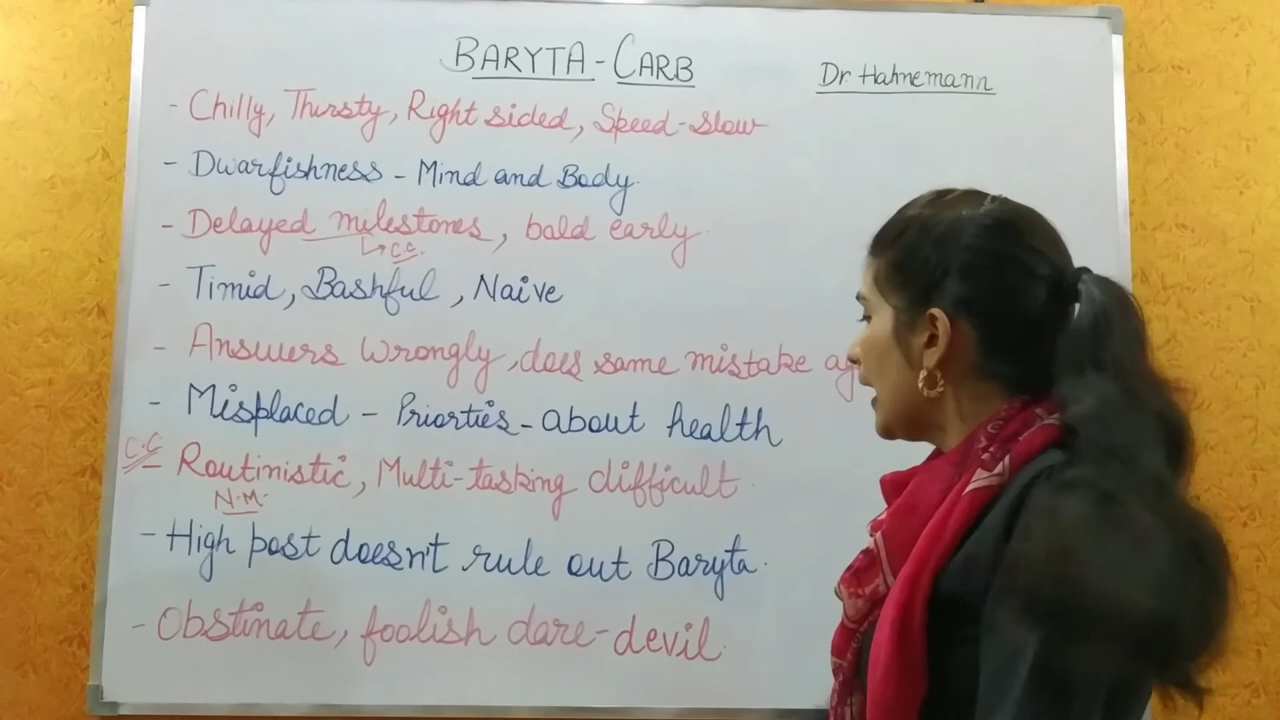 BARYTA - CARB
Dr Hahnemann
- Chilly, Thirsty, Right sided, Speed-slow
- Dwarfishness - Mind and Body.
- Delayed milestones, bald early.
↳ C.C.
- Timid, Bashful, Naive
- Answers wrongly, does same mistake ag
- Misplaced - Priorties - about health
C.C - Routinistic, Multi-tasking difficult.
N.M.
- High post doesn't rule out Baryta.
- Obstinate, foolish dare-devil.